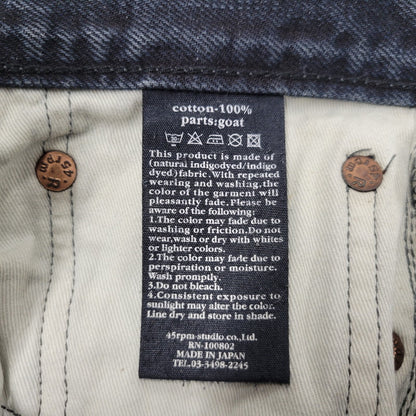 cotton-100%
parts:goat
This product is made of
(natural indigodyed/indigo
dyed)fabric. With repeated
wearing and washing, the
color of the garment will
pleasantly fade. Please be
aware of the following:
1.The color may fade due to
washing or friction.Do not
wear,wash or dry with whites
or lighter colors.
2.The color may fade due to
perspiration or moisture.
Wash promptly.
3.Do not bleach.
4.Consistent exposure to
sunlight may alter the color.
Line dry and store in shade.
45rpm-studio.co.,Ltd.
RN-100802
MADE IN JAPAN
TEL.03-3498-2245